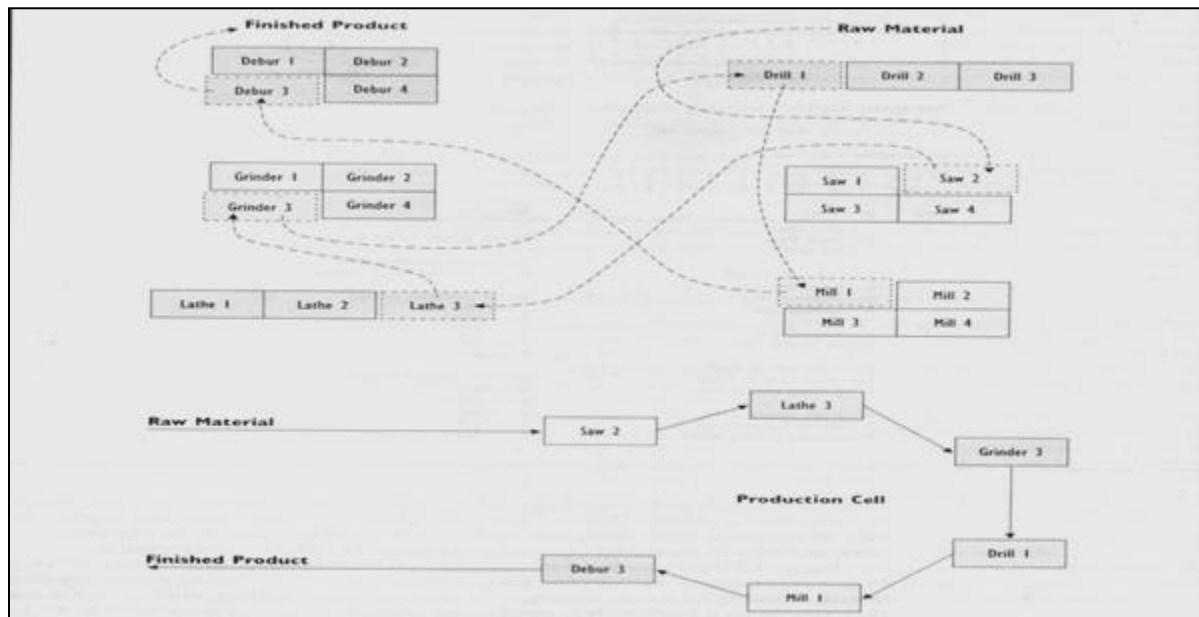 Finished Product
Raw Material
Debur 1 Debur 2
Debur 3 Debur 4
Drill 1 Drill 2 Drill 3
Grinder 1 Grinder 2
Grinder 3 Grinder 4
Saw 1 Saw 2
Saw 3 Saw 4
Lathe 1 Lathe 2 Lathe 3
Mill 1 Mill 2
Mill 3 Mill 4
Raw Material
Saw 2
Lathe 3
Grinder 3
Production Cell
Drill 1
Mill 1
Debur 3
Finished Product